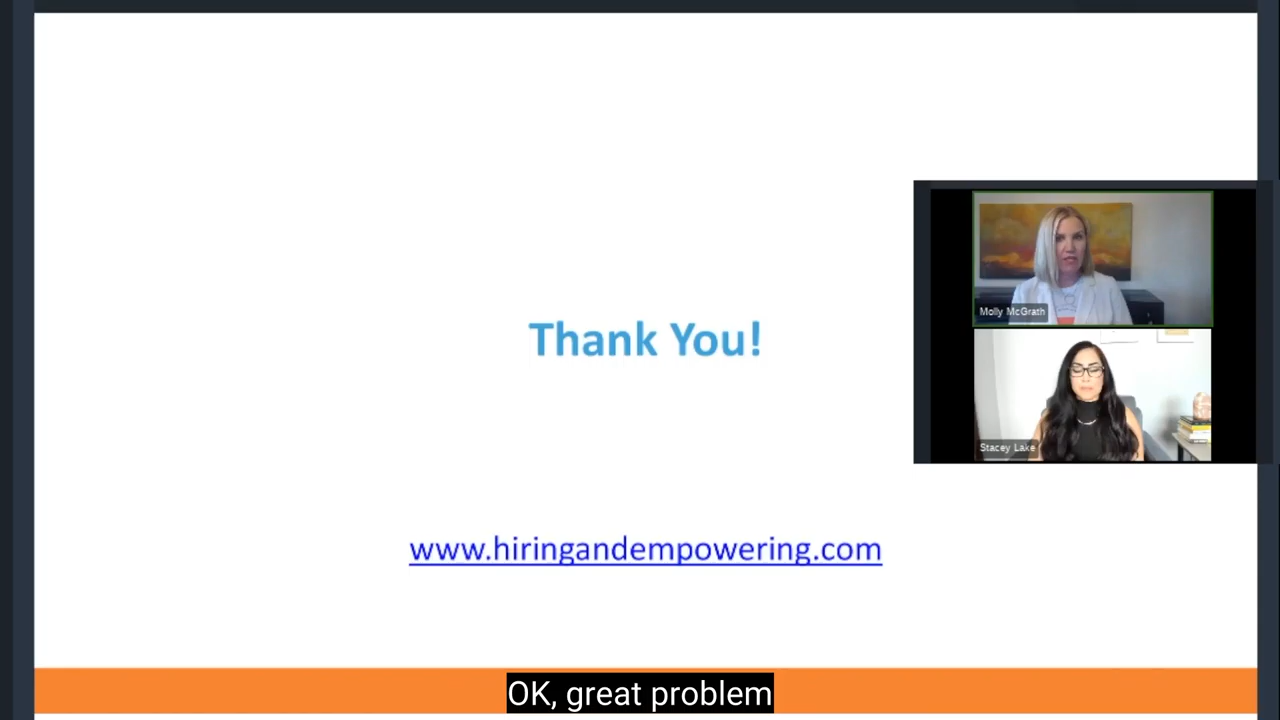 Thank You!
Molly McGrath
Stacey Lake
www.hiringandempowering.com
OK, great problem